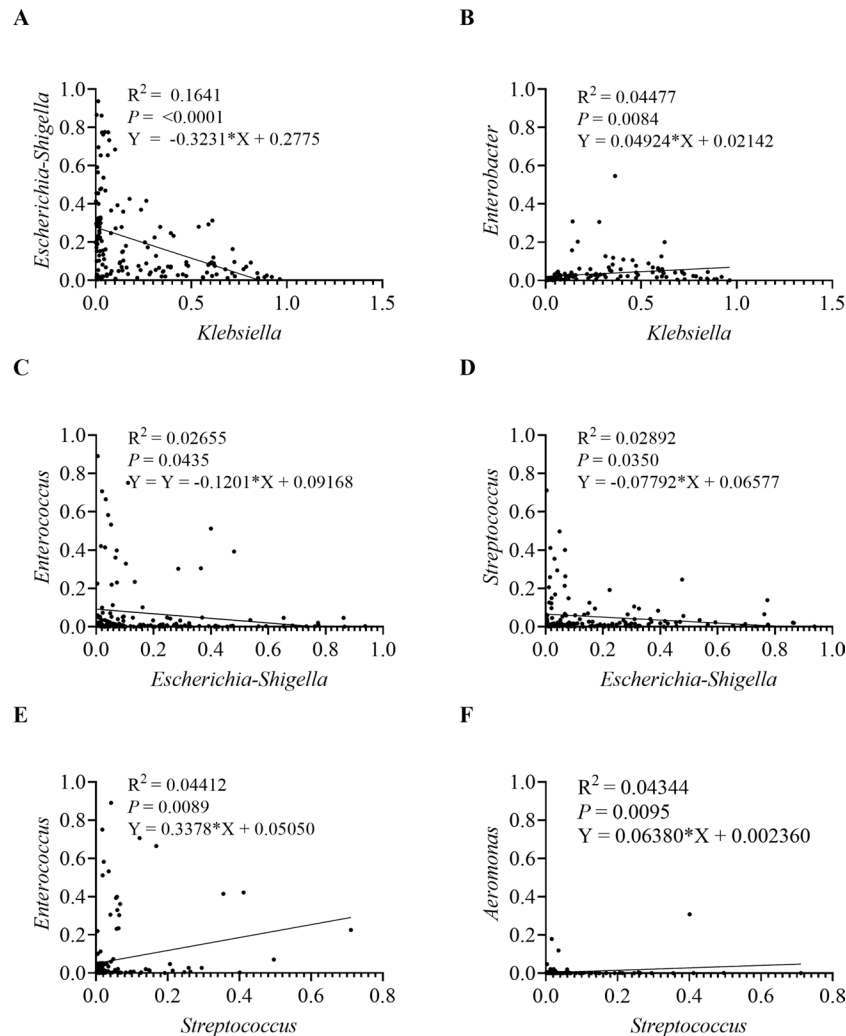 A
R² = 0.1641
P = <0.0001
Y = -0.3231*X + 0.2775
Escherichia-Shigella
1.0
0.8
0.6
0.4
0.2
0.0
0.0 0.5 1.0 1.5
Klebsiella
B
R² = 0.04477
P = 0.0084
Y = 0.04924*X + 0.02142
Enterobacter
1.0
0.8
0.6
0.4
0.2
0.0
0.0 0.5 1.0 1.5
Klebsiella
C
R² = 0.02655
P = 0.0435
Y = Y = -0.1201*X + 0.09168
Enterococcus
1.0
0.8
0.6
0.4
0.2
0.0
0.0 0.2 0.4 0.6 0.8 1.0
Escherichia-Shigella
D
R² = 0.02892
P = 0.0350
Y = -0.07792*X + 0.06577
Streptococcus
1.0
0.8
0.6
0.4
0.2
0.0
0.0 0.2 0.4 0.6 0.8 1.0
Escherichia-Shigella
E
R² = 0.04412
P = 0.0089
Y = 0.3378*X + 0.05050
Enterococcus
1.0
0.8
0.6
0.4
0.2
0.0
0.0 0.2 0.4 0.6 0.8
Streptococcus
F
R² = 0.04344
P = 0.0095
Y = 0.06380*X + 0.002360
Aeromonas
1.0
0.8
0.6
0.4
0.2
0.0
0.0 0.2 0.4 0.6 0.8
Streptococcus